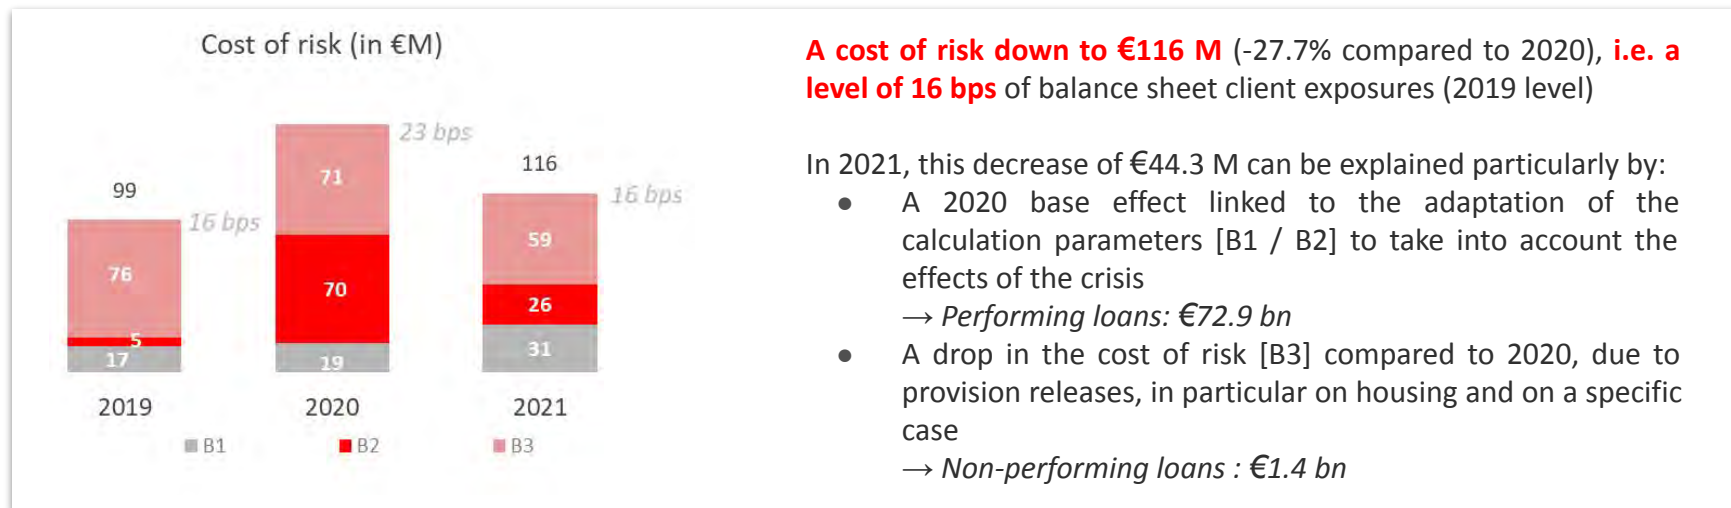 Cost of risk (in €M)
99
16 bps
76
5
17
2019
23 bps
71
70
19
2020
116
16 bps
59
26
31
2021
B1 B2 B3
A cost of risk down to €116 M (-27.7% compared to 2020), i.e. a
level of 16 bps of balance sheet client exposures (2019 level)
In 2021, this decrease of €44.3 M can be explained particularly by:
● A 2020 base effect linked to the adaptation of the
calculation parameters [B1 / B2] to take into account the
effects of the crisis
→ Performing loans: €72.9 bn
● A drop in the cost of risk [B3] compared to 2020, due to
provision releases, in particular on housing and on a specific
case
→ Non-performing loans : €1.4 bn